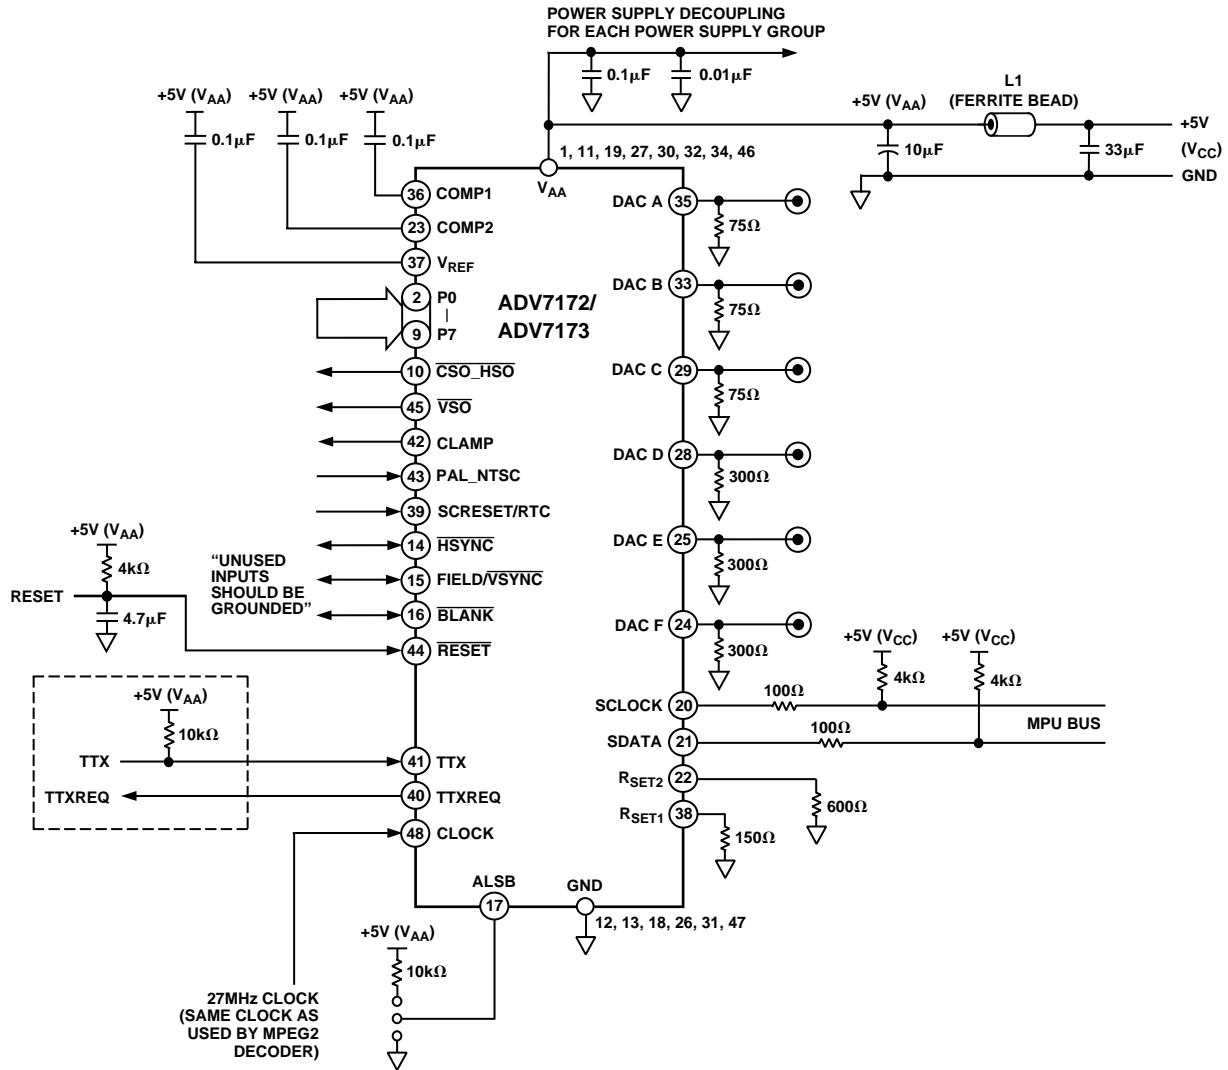 POWER SUPPLY DECOUPLING
FOR EACH POWER SUPPLY GROUP
0.1µF
0.01µF
+5V (VAA)
+5V (VAA)
+5V (VAA)
0.1µF
0.1µF
0.1µF
+5V (VAA)
L1
(FERRITE BEAD)
10µF
33µF
+5V
(VCC)
GND
1, 11, 19, 27, 30, 32, 34, 46
VAA
36 COMP1
23 COMP2
37 VREF
2 P0
|
9 P7
ADV7172/
ADV7173
10 CSO_HSO
45 VSO
42 CLAMP
43 PAL_NTSC
39 SCRESET/RTC
14 HSYNC
15 FIELD/VSYNC
16 BLANK
44 RESET
"UNUSED
INPUTS
SHOULD BE
GROUNDED"
+5V (VAA)
4kΩ
RESET
4.7µF
+5V (VAA)
10kΩ
TTX
TTXREQ
41 TTX
40 TTXREQ
48 CLOCK
DAC A 35
75Ω
DAC B 33
75Ω
DAC C 29
75Ω
DAC D 28
300Ω
DAC E 25
300Ω
DAC F 24
300Ω
+5V (VCC)
+5V (VCC)
4kΩ
4kΩ
SCLOCK 20
100Ω
SDATA 21
100Ω
MPU BUS
RSET2 22
600Ω
RSET1 38
150Ω
ALSB
17
GND
12, 13, 18, 26, 31, 47
+5V (VAA)
10kΩ
27MHz CLOCK
(SAME CLOCK AS
USED BY MPEG2
DECODER)